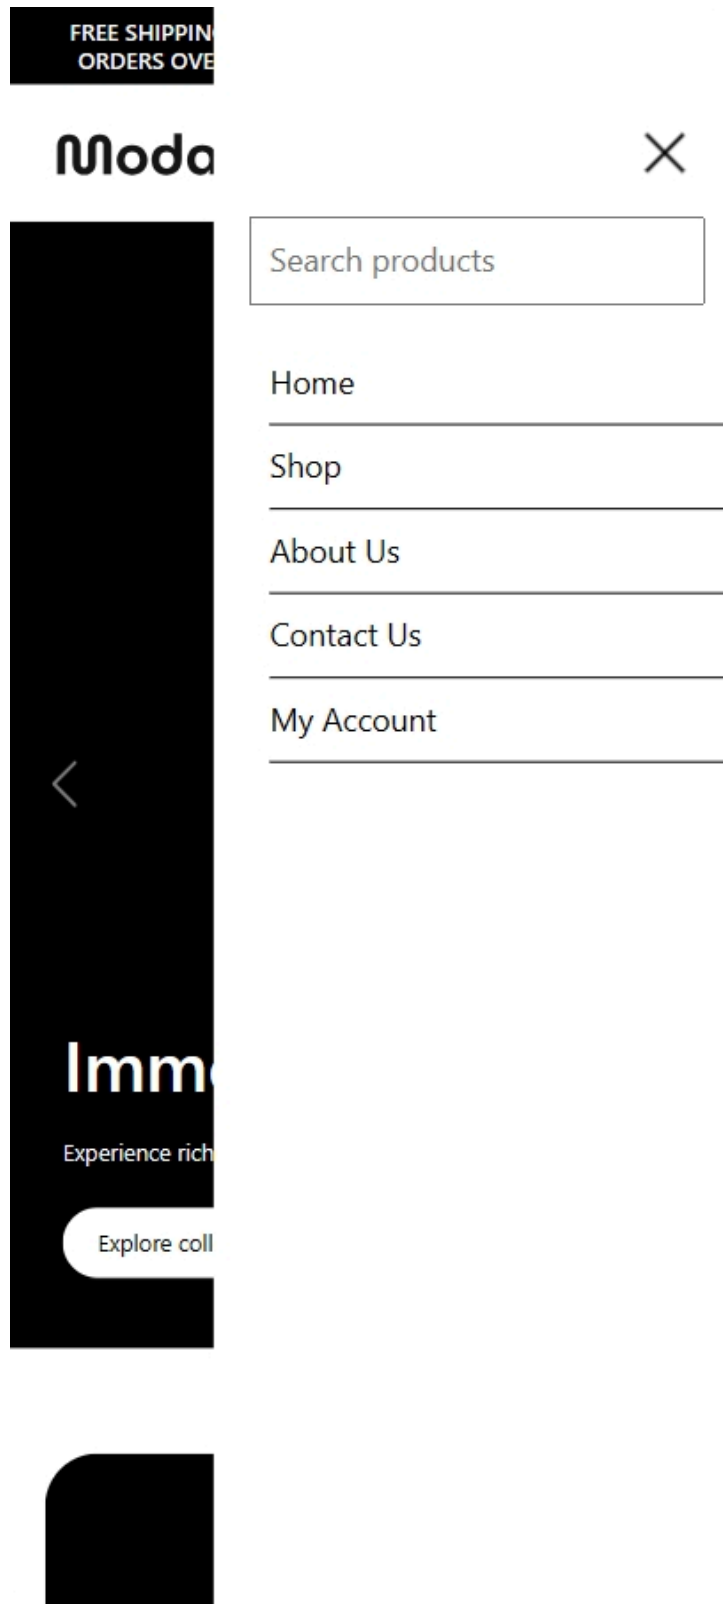 FREE SHIPPIN
ORDERS OVE
Moda
Search products
Home
Shop
About Us
Contact Us
My Account
Imm
Experience rich
Explore coll